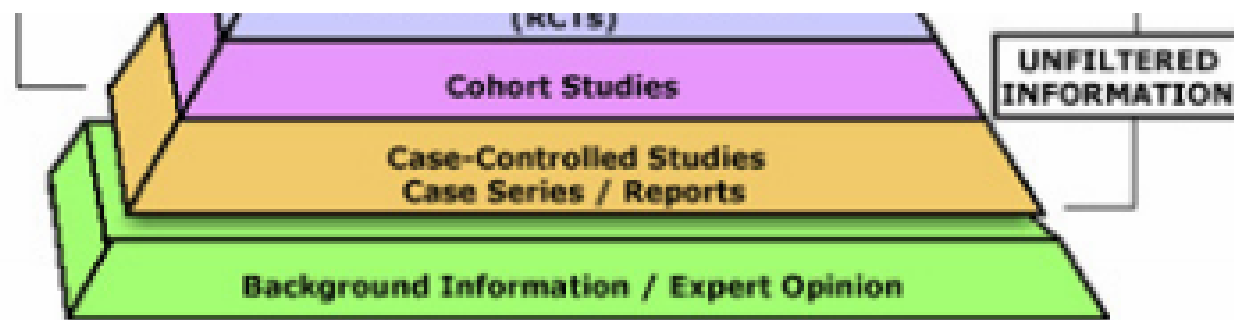 (RCTs)
Cohort Studies
UNFILTERED
INFORMATION
Case-Controlled Studies
Case Series / Reports
Background Information / Expert Opinion